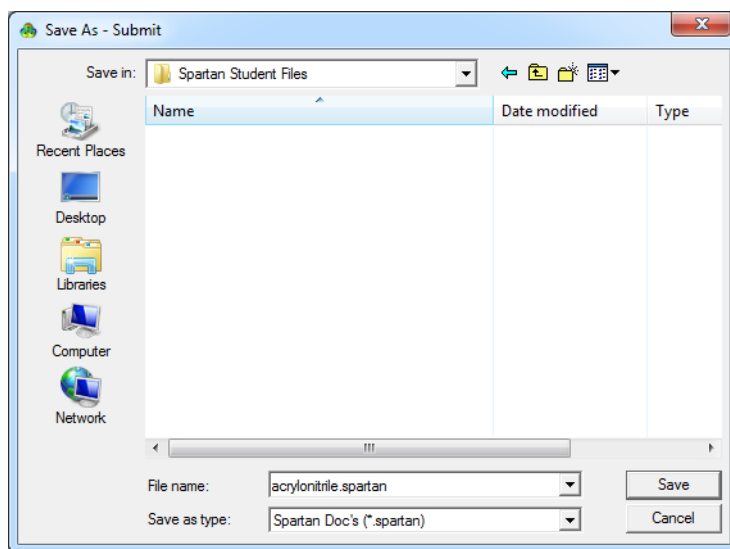 Save As - Submit
Save in: Spartan Student Files
Name Date modified Type
Recent Places
Desktop
Libraries
Computer
Network
File name: acrylonitrile.spartan Save
Save as type: Spartan Doc's (*.spartan) Cancel